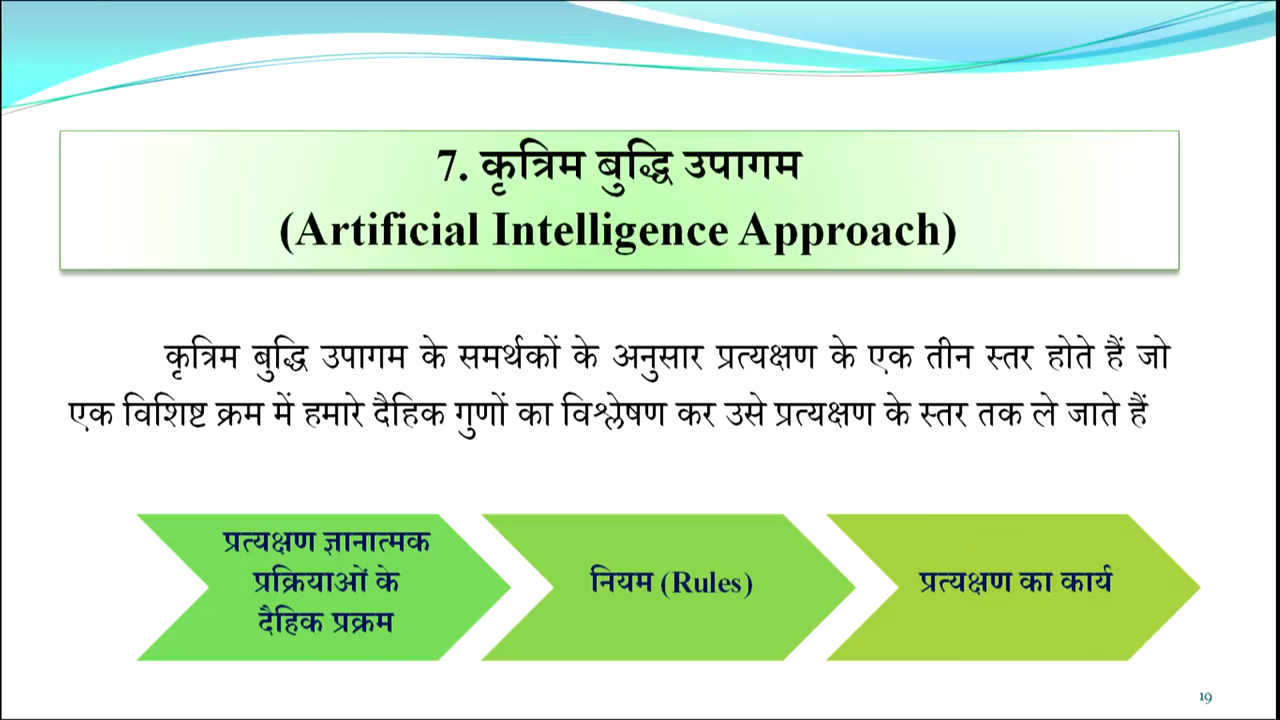 7. कृत्रिम बुद्धि उपागम
(Artificial Intelligence Approach)
कृत्रिम बुद्धि उपागम के समर्थकों के अनुसार प्रत्यक्षण के एक तीन स्तर होते हैं जो
एक विशिष्ट क्रम में हमारे दैहिक गुणों का विश्लेषण कर उसे प्रत्यक्षण के स्तर तक ले जाते हैं
प्रत्यक्षण ज्ञानात्मक
प्रक्रियाओं के
दैहिक प्रक्रम
नियम (Rules)
प्रत्यक्षण का कार्य
19